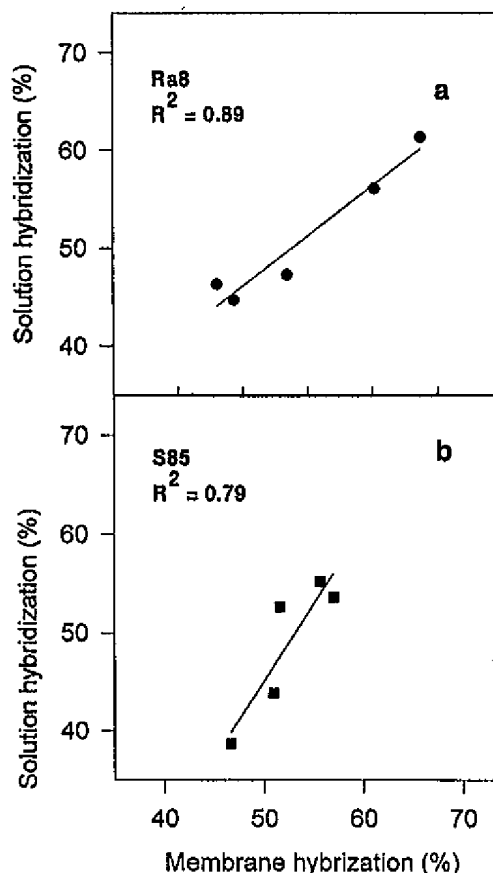 70
60
50
40
Solution hybridization (%)
Ra8
R² = 0.89
a
70
60
50
40
Solution hybridization (%)
S85
R² = 0.79
b
40 50 60 70
Membrane hybrization (%)